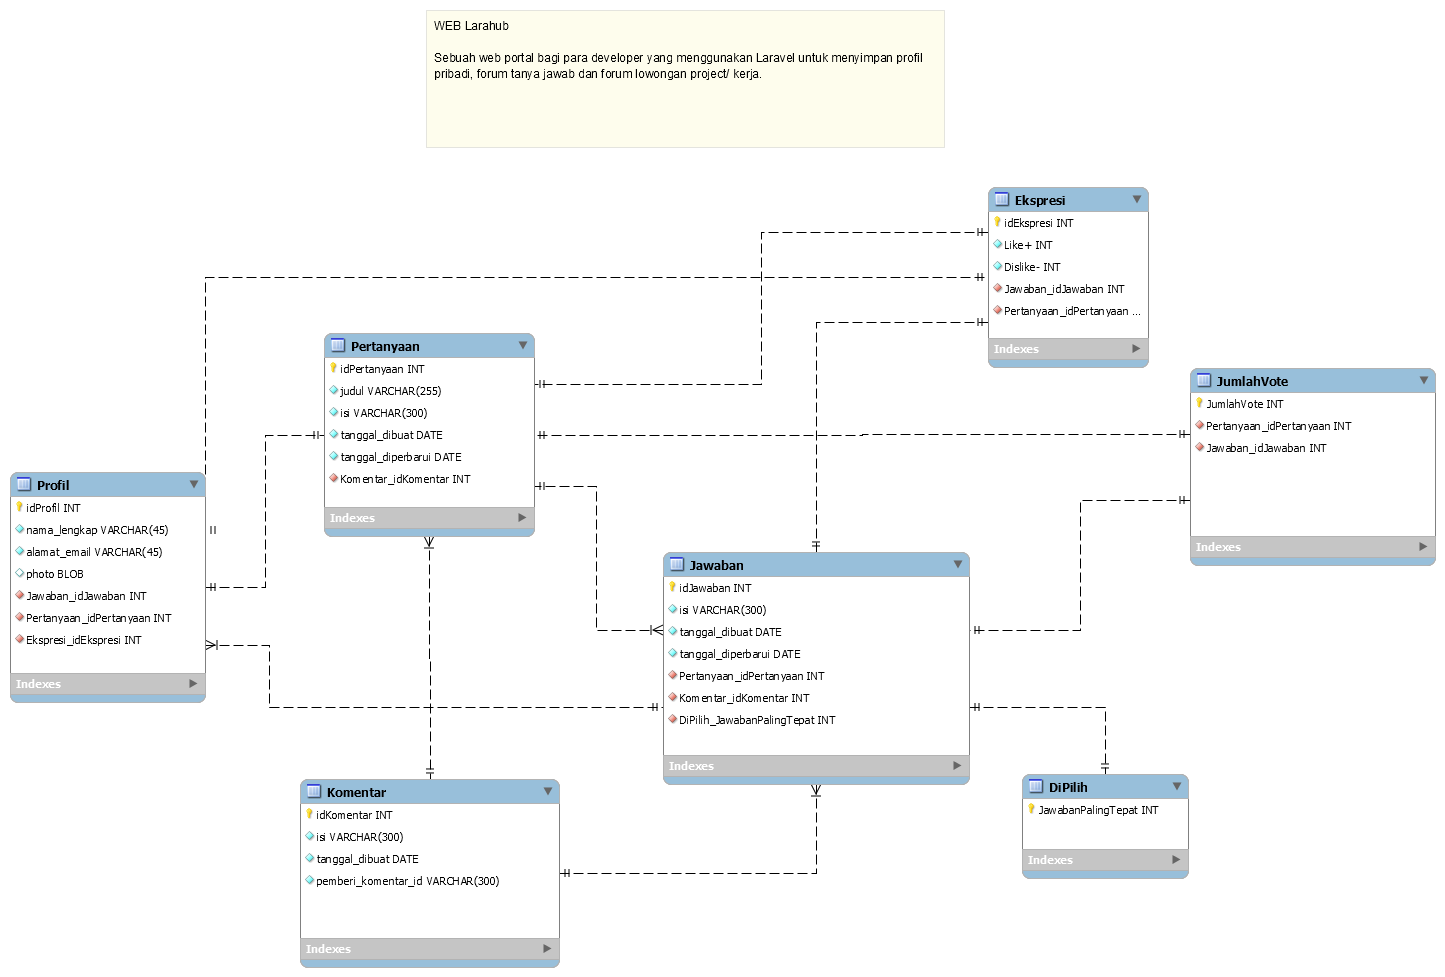 WEB Larahub
Sebuah web portal bagi para developer yang menggunakan Laravel untuk menyimpan profil
pribadi, forum tanya jawab dan forum lowongan project/ kerja.
Ekspresi
idEkspresi INT
Like+ INT
Dislike- INT
Jawaban_idJawaban INT
Pertanyaan_idPertanyaan ...
Indexes
Pertanyaan
idPertanyaan INT
judul VARCHAR(255)
isi VARCHAR(300)
tanggal_dibuat DATE
tanggal_diperbarui DATE
Komentar_idKomentar INT
Indexes
JumlahVote
JumlahVote INT
Pertanyaan_idPertanyaan INT
Jawaban_idJawaban INT
Indexes
Profil
idProfil INT
nama_lengkap VARCHAR(45)
alamat_email VARCHAR(45)
photo BLOB
Jawaban_idJawaban INT
Pertanyaan_idPertanyaan INT
Ekspresi_idEkspresi INT
Indexes
Jawaban
idJawaban INT
isi VARCHAR(300)
tanggal_dibuat DATE
tanggal_diperbarui DATE
Pertanyaan_idPertanyaan INT
Komentar_idKomentar INT
DiPilih_JawabanPalingTepat INT
Indexes
Komentar
idKomentar INT
isi VARCHAR(300)
tanggal_dibuat DATE
pemberi_komentar_id VARCHAR(300)
Indexes
DiPilih
JawabanPalingTepat INT
Indexes